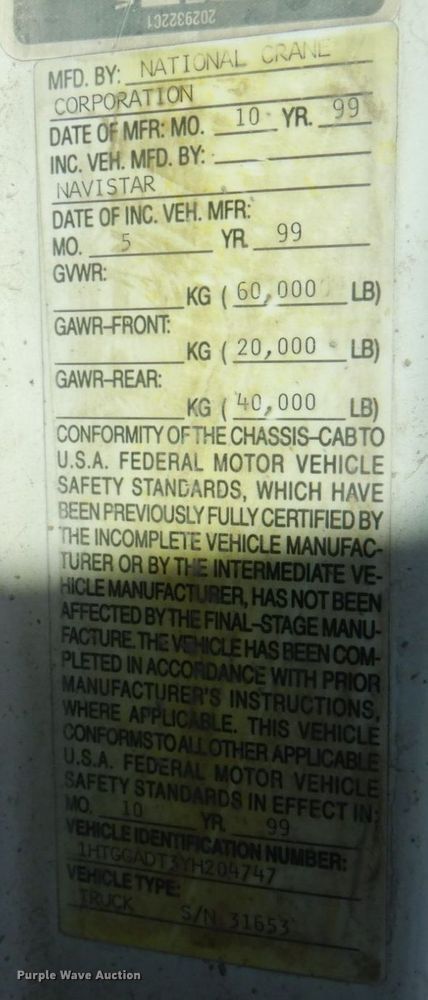 2029322C1
MFD. BY: NATIONAL CRANE
CORPORATION
DATE OF MFR: MO. 10 YR. 99
INC. VEH. MFD. BY:
NAVISTAR
DATE OF INC. VEH. MFR:
MO. 5 YR. 99
GVWR:
KG ( 60,000 LB)
GAWR-FRONT:
KG ( 20,000 LB)
GAWR-REAR:
KG ( 40,000 LB)
CONFORMITY OF THE CHASSIS-CAB TO
U.S.A. FEDERAL MOTOR VEHICLE
SAFETY STANDARDS, WHICH HAVE
BEEN PREVIOUSLY FULLY CERTIFIED BY
THE INCOMPLETE VEHICLE MANUFAC-
TURER OR BY THE INTERMEDIATE VE-
HICLE MANUFACTURER, HAS NOT BEEN
AFFECTED BY THE FINAL-STAGE MANU-
FACTURE. THE VEHICLE HAS BEEN COM-
PLETED IN ACCORDANCE WITH PRIOR
MANUFACTURER'S INSTRUCTIONS,
WHERE APPLICABLE. THIS VEHICLE
CONFORMS TO ALL OTHER APPLICABLE
U.S.A. FEDERAL MOTOR VEHICLE
SAFETY STANDARDS IN EFFECT IN:
MO. 10 YR. 99
VEHICLE IDENTIFICATION NUMBER:
1HTGGADT3YH204747
VEHICLE TYPE:
TRUCK S/N 31653
Purple Wave Auction